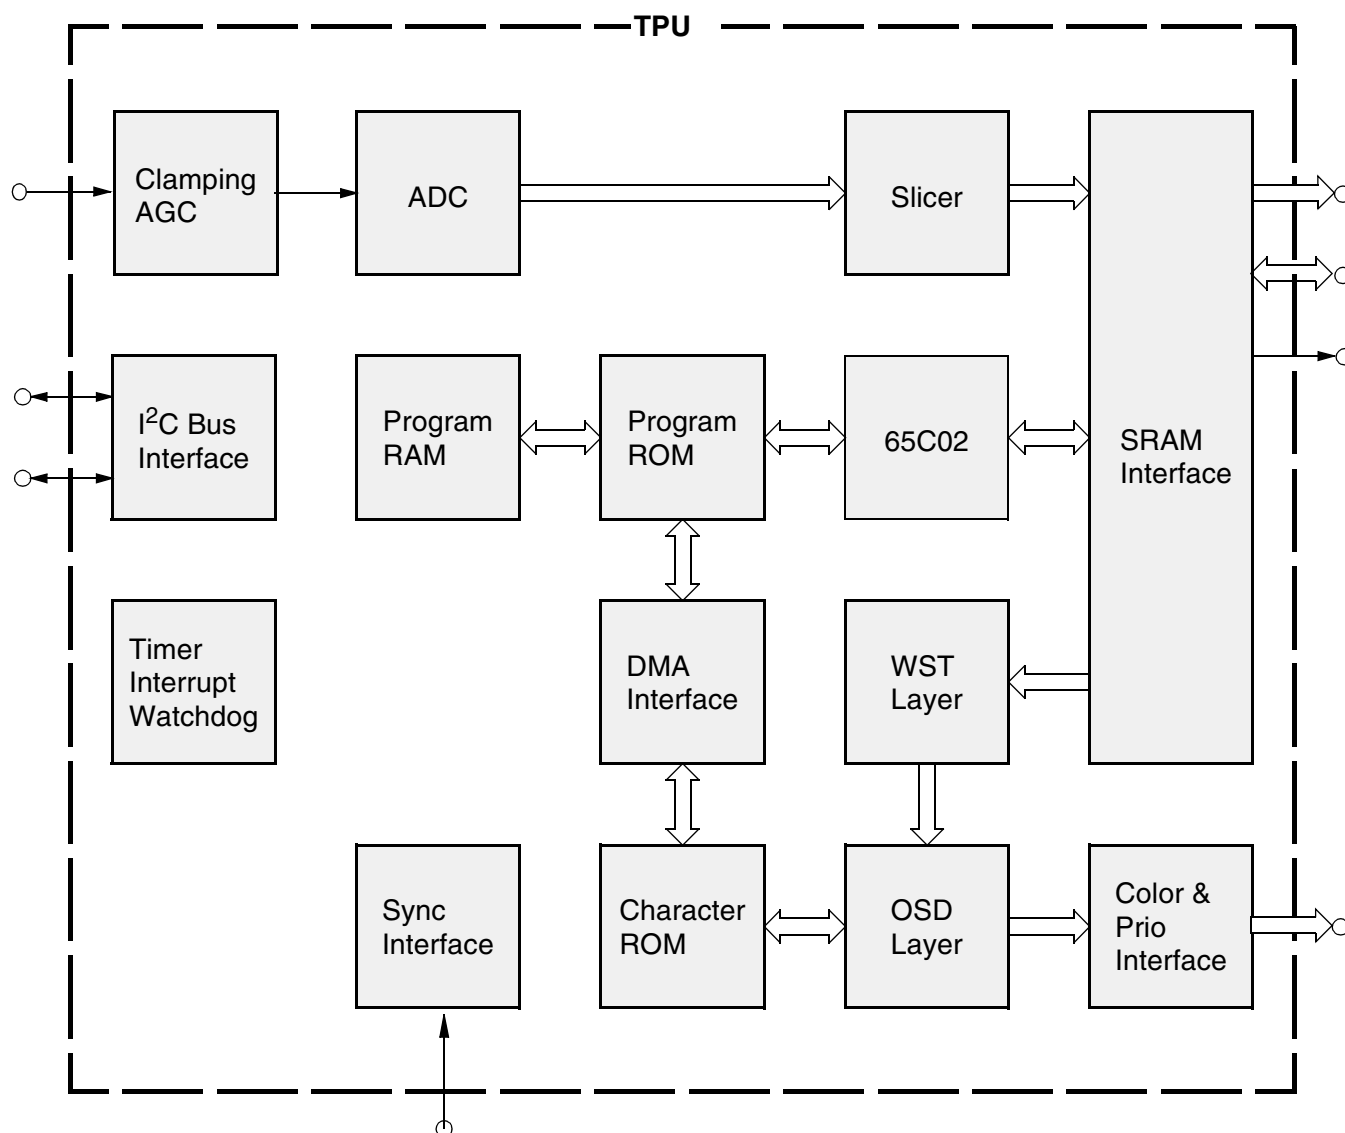 TPU
Clamping
AGC
ADC
Slicer
I²C Bus
Interface
Program
RAM
Program
ROM
65C02
SRAM
Interface
Timer
Interrupt
Watchdog
DMA
Interface
WST
Layer
Sync
Interface
Character
ROM
OSD
Layer
Color &
Prio
Interface